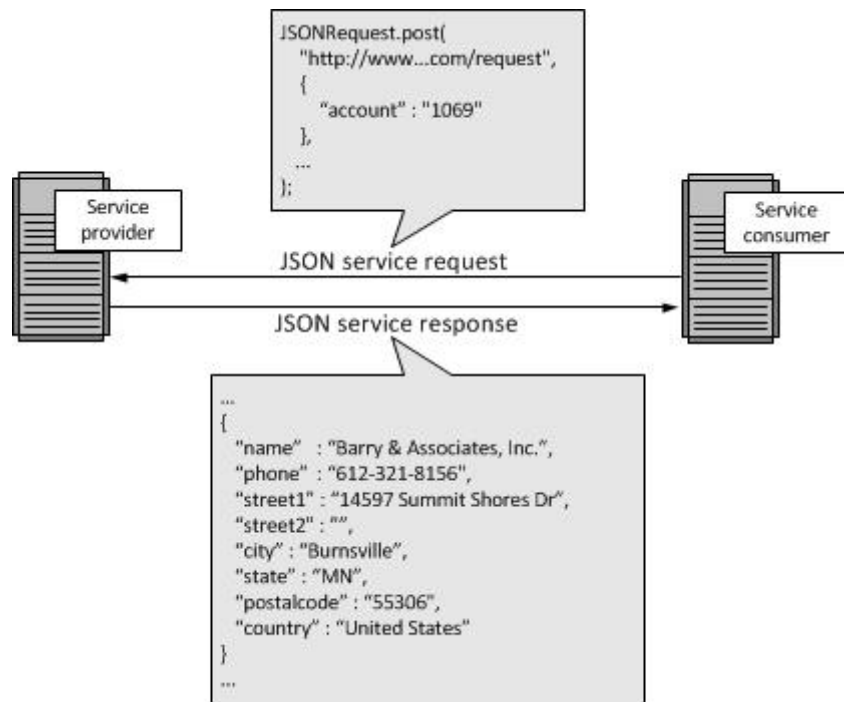 JSONRequest.post(
"http://www...com/request",
{
"account" : "1069"
},
...
};
Service
provider
Service
consumer
JSON service request
JSON service response
...
{
"name" : "Barry & Associates, Inc.",
"phone" : "612-321-8156",
"street1" : "14597 Summit Shores Dr",
"street2" : "",
"city" : "Burnsville",
"state" : "MN",
"postalcode" : "55306",
"country" : "United States"
}
...